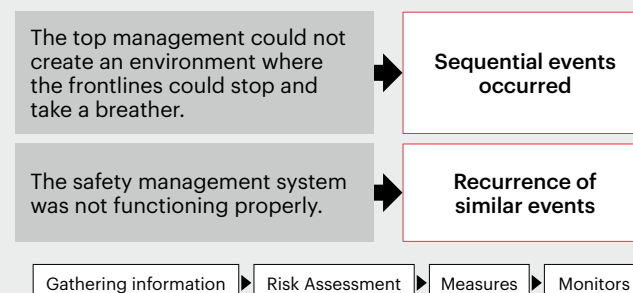 The top management could not
create an environment where
the frontlines could stop and
take a breather.
Sequential events
occurred
The safety management system
was not functioning properly.
Recurrence of
similar events
Gathering information
Risk Assessment
Measures
Monitors